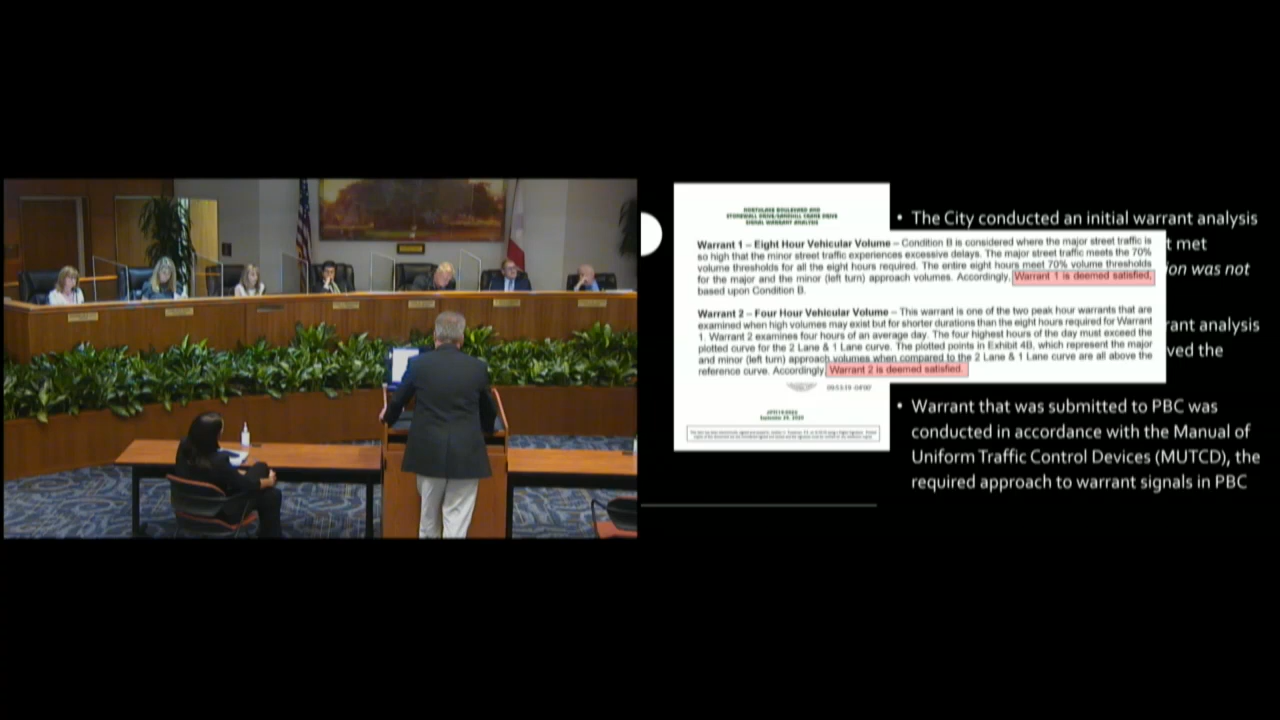 NORTHLAKE BOULEVARD AND
STONEWALL DRIVE/SANDHILL CRANE DRIVE
SIGNAL WARRANT ANALYSIS
Warrant 1 – Eight Hour Vehicular Volume – Condition B is considered where the major street traffic is
so high that the minor street traffic experiences excessive delays. The major street traffic meets the 70%
volume thresholds for all the eight hours required. The entire eight hours meet 70% volume thresholds
for the major and the minor (left turn) approach volumes. Accordingly, Warrant 1 is deemed satisfied,
based upon Condition B.
Warrant 2 – Four Hour Vehicular Volume – This warrant is one of the two peak hour warrants that are
examined when high volumes may exist but for shorter durations than the eight hours required for Warrant
1. Warrant 2 examines four hours of an average day. The four highest hours of the day must exceed the
plotted curve for the 2 Lane & 1 Lane curve. The plotted points in Exhibit 4B, which represent the major
and minor (left turn) approach volumes when compared to the 2 Lane & 1 Lane curve are all above the
reference curve. Accordingly, Warrant 2 is deemed satisfied.
• The City conducted an initial warrant analysis
t met
ion was not
rant analysis
ved the
• Warrant that was submitted to PBC was
conducted in accordance with the Manual of
Uniform Traffic Control Devices (MUTCD), the
required approach to warrant signals in PBC